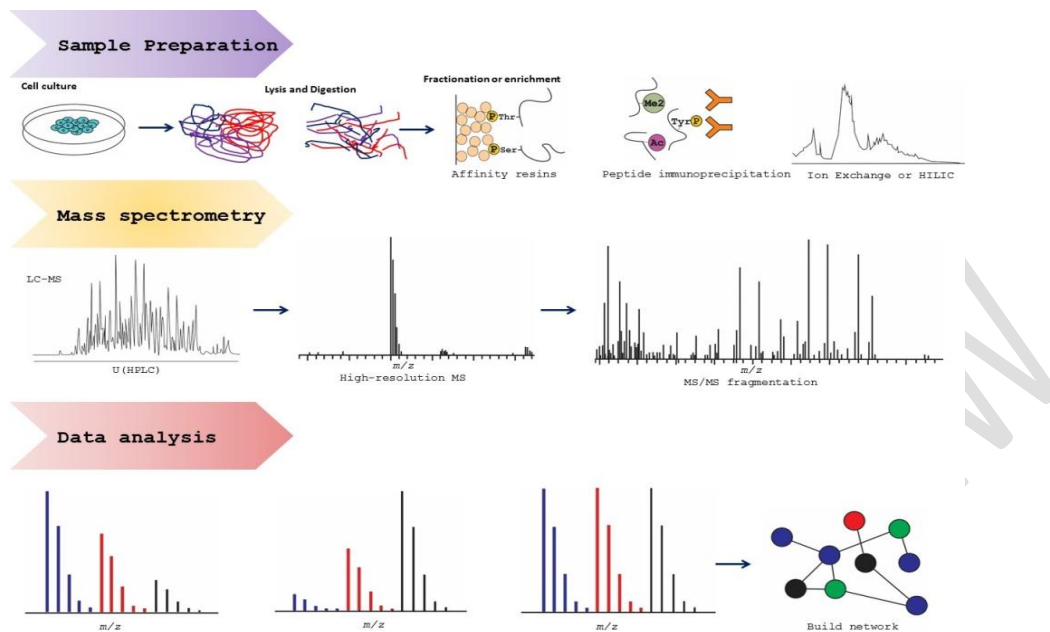 Sample Preparation
Cell culture
Lysis and Digestion
Fractionation or enrichment
P Thr
P Ser
Affinity resins
Me2
Tyr P
Ac
Peptide immunoprecipitation
Ion Exchange or HILIC
Mass spectrometry
LC-MS
U(HPLC)
m/z
High-resolution MS
m/z
MS/MS fragmentation
Data analysis
m/z
m/z
m/z
Build network
W